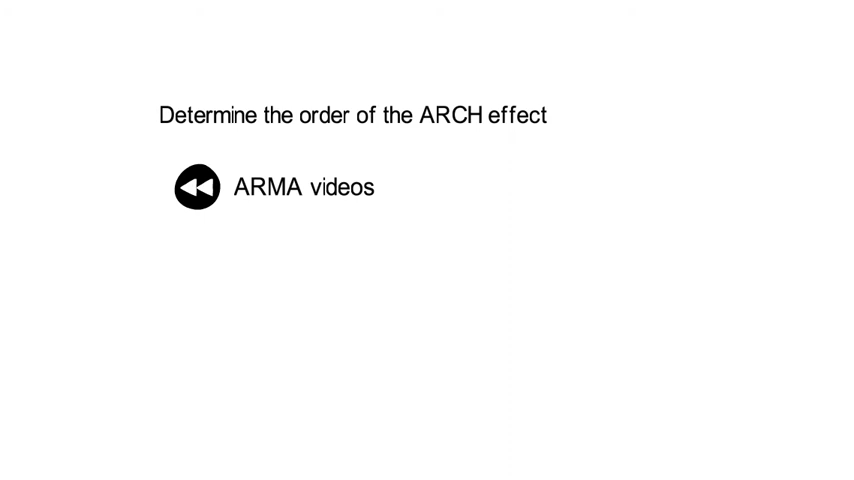 Determine the order of the ARCH effect
ARMA videos